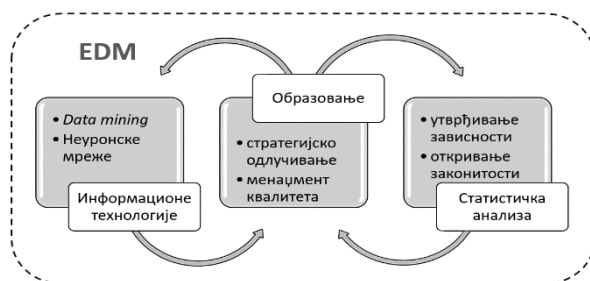 EDM
• Data mining
• Неуронске
мреже
Информационе
технологије
Образовање
• стратегијско
одлучивање
• менаџмент
квалитета
• утврђивање
зависности
• откривање
законитости
Статистичка
анализа